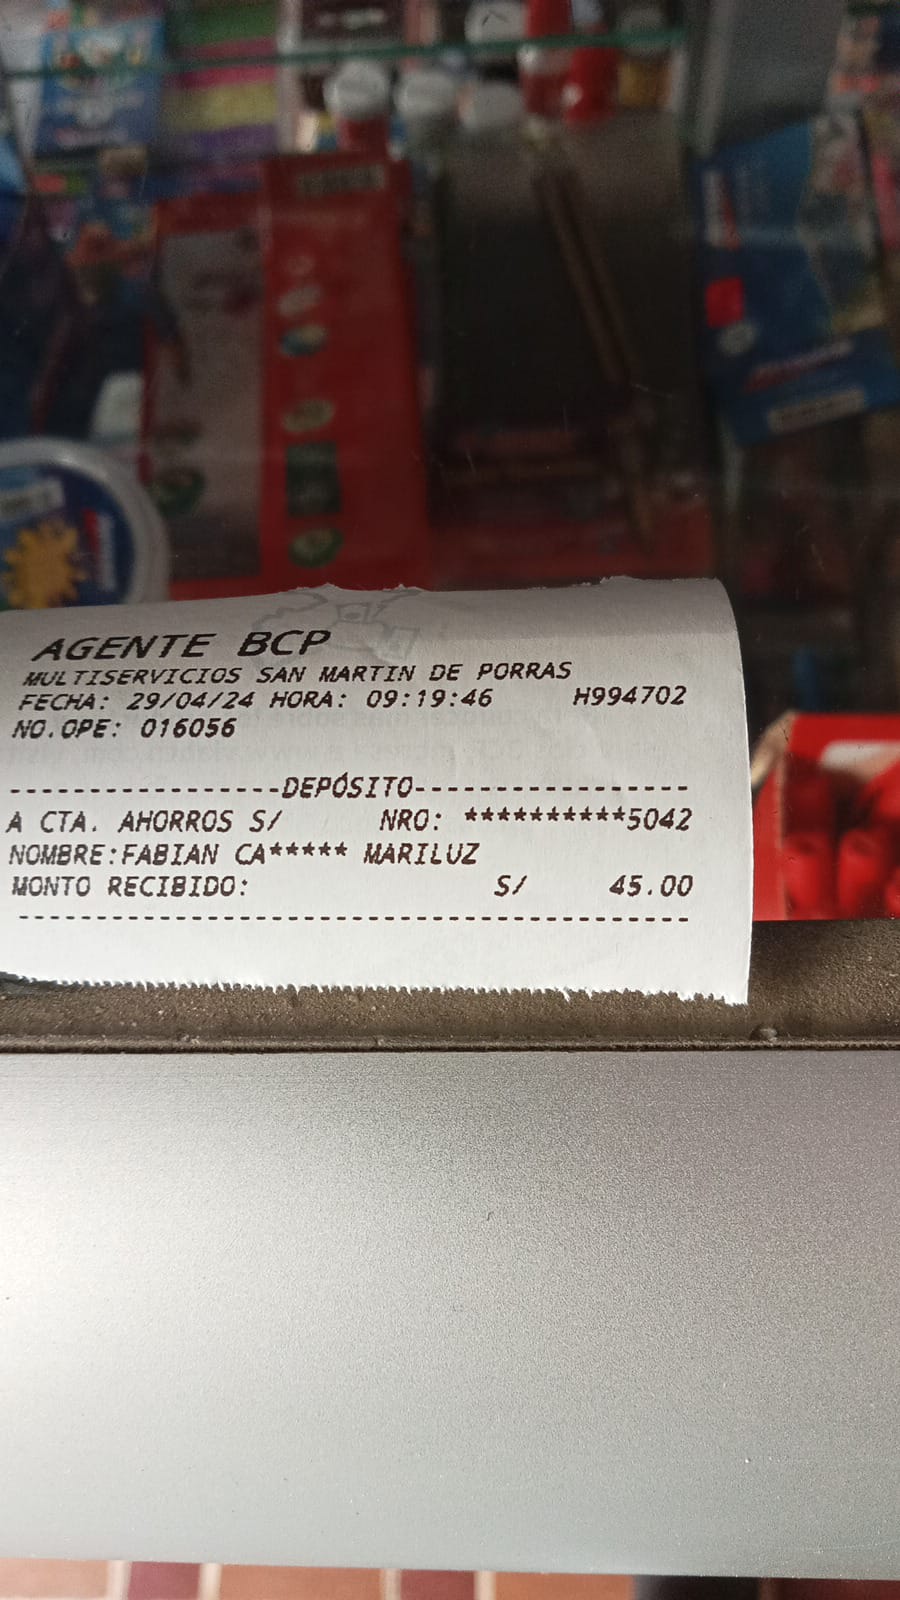 AGENTE BCP
MULTISERVICIOS SAN MARTIN DE PORRAS
FECHA: 29/04/24 HORA: 09:19:46 H994702
NO.OPE: 016056
-----------------DEPÓSITO-----------------
A CTA. AHORROS S/ NRO: **********5042
NOMBRE:FABIAN CA***** MARILUZ
MONTO RECIBIDO: S/ 45.00
------------------------------------------